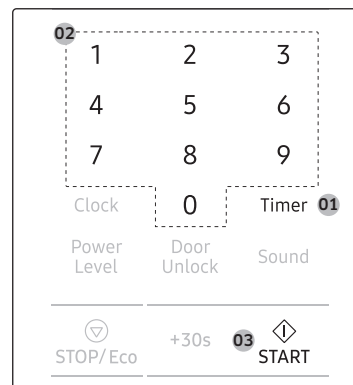 02
1 2 3
4 5 6
7 8 9
Clock 0 Timer 01
Power Level Door Unlock Sound
STOP/Eco +30s 03 START